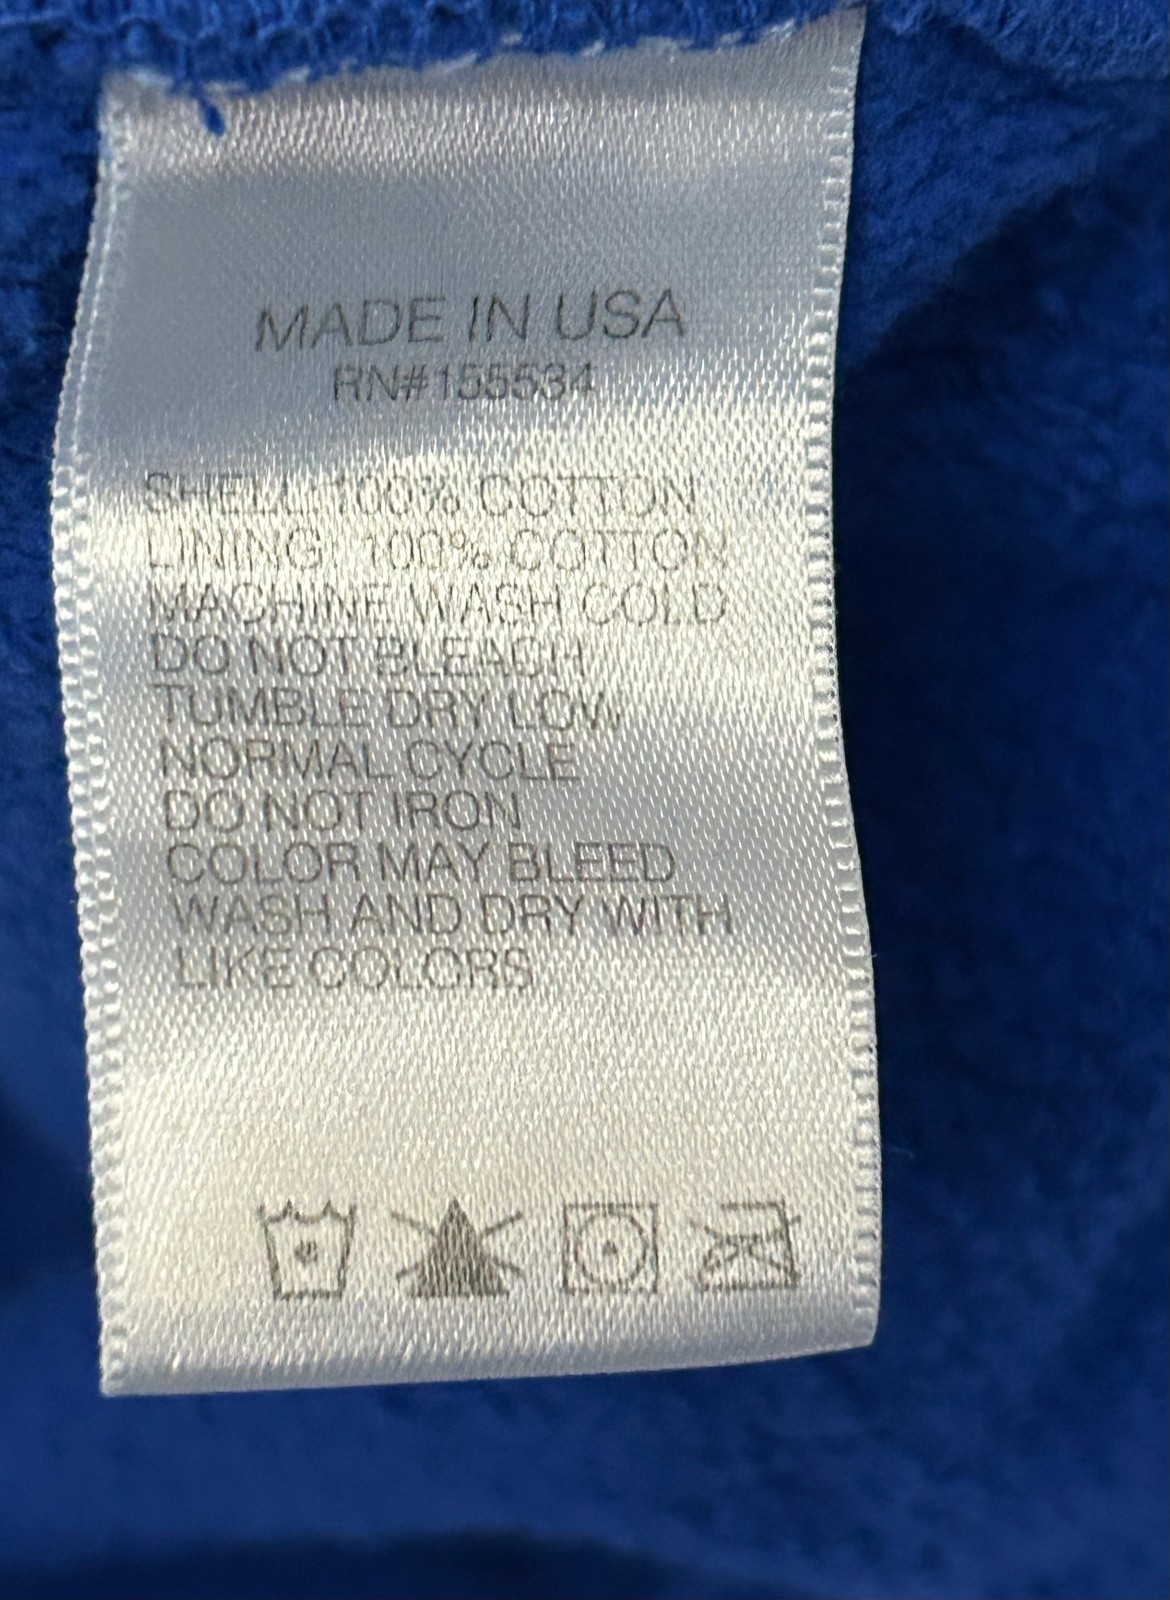 MADE IN USA
RN#155534
SHELL 100% COTTON
LINING: 100% COTTON
MACHINE WASH COLD
DO NOT BLEACH
TUMBLE DRY LOW
NORMAL CYCLE
DO NOT IRON
COLOR MAY BLEED
WASH AND DRY WITH
LIKE COLORS